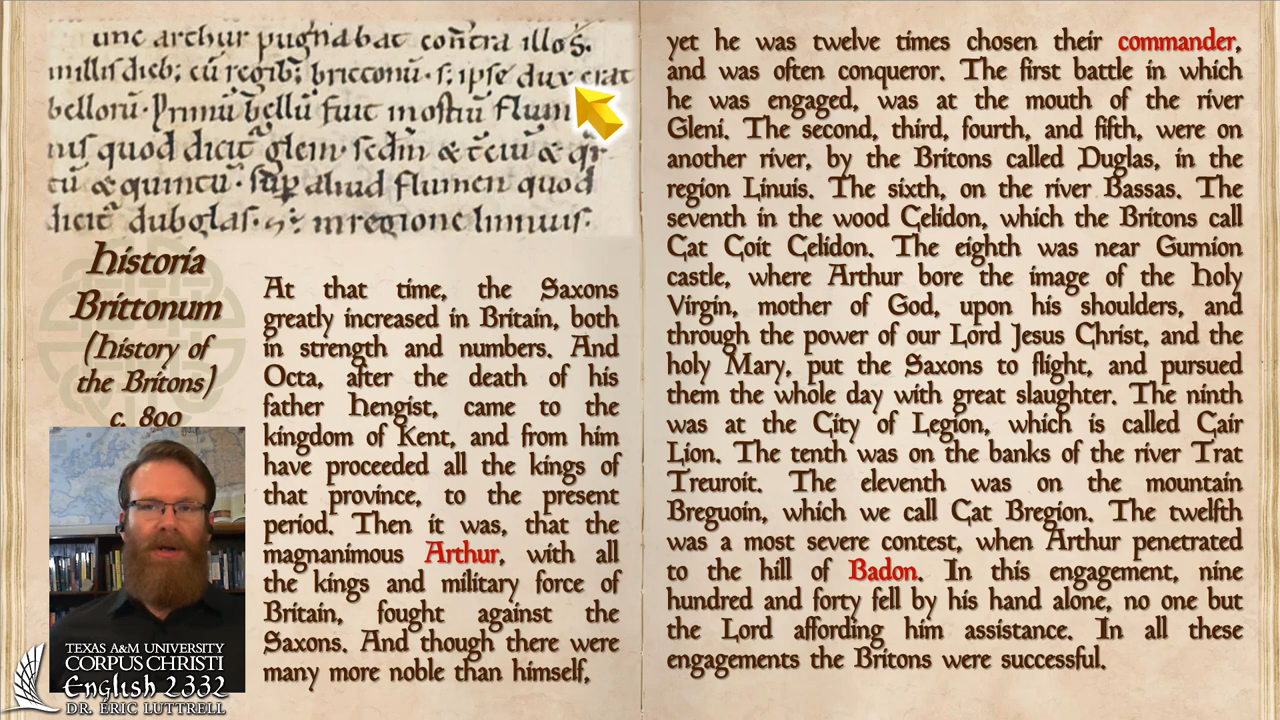 unc arthur pugnabat contra illos.
in illis dieb; cū regib; brittonū. s; ipse dux erat
belloru. Primū bellū fuit in ostiū flum
nis quod dicit glein. scdm & tciu & qr
tū & quintū. sup aliud flumen quod
dicit dubglas. in regione linnuis.
historia
Brittonum
(history of
the Britons)
c. 800
At that time, the Saxons
greatly increased in Britain, both
in strength and numbers. And
Octa, after the death of his
father Hengist, came to the
kingdom of Kent, and from him
have proceeded all the kings of
that province, to the present
period. Then it was, that the
magnanimous Arthur, with all
the kings and military force of
Britain, fought against the
Saxons. And though there were
many more noble than himself,
yet he was twelve times chosen their commander,
and was often conqueror. The first battle in which
he was engaged, was at the mouth of the river
Gleni. The second, third, fourth, and fifth, were on
another river, by the Britons called Duglas, in the
region Linuis. The sixth, on the river Bassas. The
seventh in the wood Celidon, which the Britons call
Cat Coit Celidon. The eighth was near Gurnion
castle, where Arthur bore the image of the Holy
Virgin, mother of God, upon his shoulders, and
through the power of our Lord Jesus Christ, and the
holy Mary, put the Saxons to flight, and pursued
them the whole day with great slaughter. The ninth
was at the City of Legion, which is called Cair
Lion. The tenth was on the banks of the river Trat
Treuroit. The eleventh was on the mountain
Breguoin, which we call Cat Bregion. The twelfth
was a most severe contest, when Arthur penetrated
to the hill of Badon. In this engagement, nine
hundred and forty fell by his hand alone, no one but
the Lord affording him assistance. In all these
engagements the Britons were successful.
TEXAS A&M UNIVERSITY
CORPUS CHRISTI
English 2332
DR. ERIC LUTTRELL